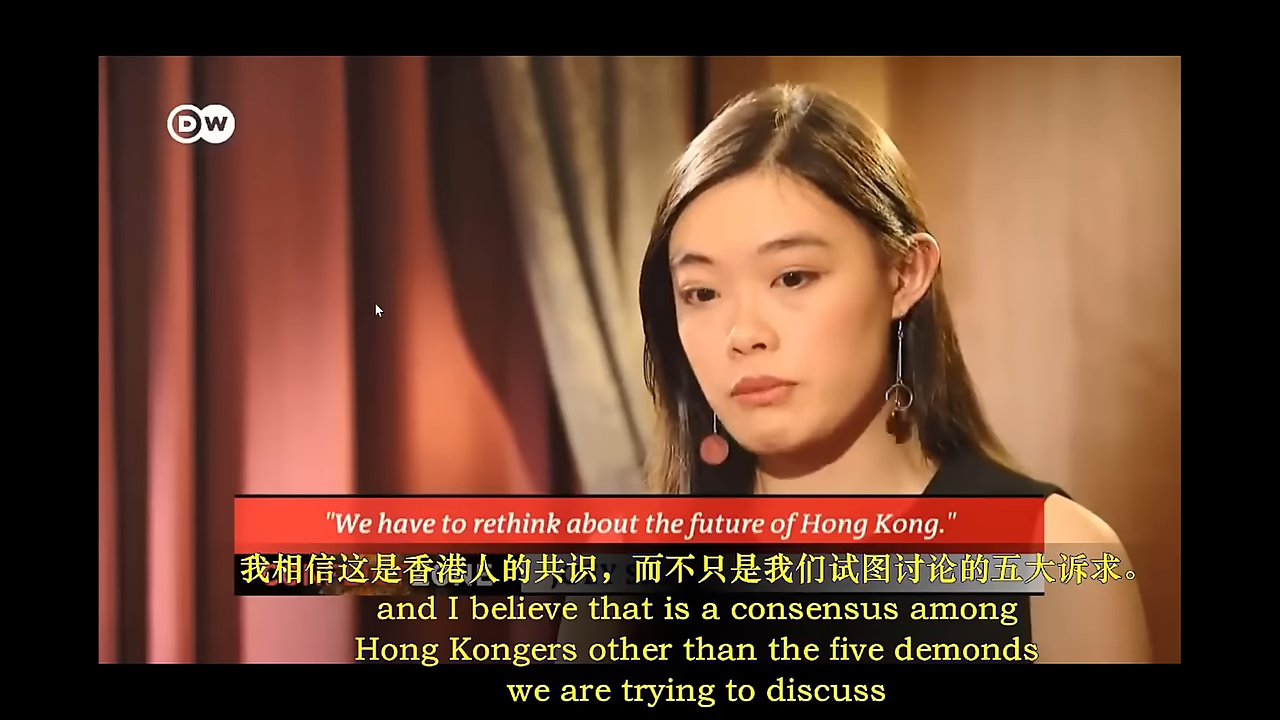 DW
"We have to rethink about the future of Hong Kong."
我相信这是香港人的共识，而不只是我们试图讨论的五大诉求。
and I believe that is a consensus among
Hong Kongers other than the five demonds
we are trying to discuss